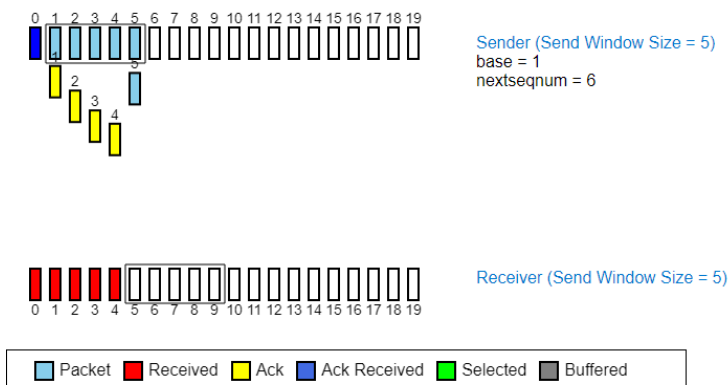 0 1 2 3 4 5 6 7 8 9 10 11 12 13 14 15 16 17 18 19
Sender (Send Window Size = 5)
base = 1
nextseqnum = 6
1
5
2
3
4
Receiver (Send Window Size = 5)
0 1 2 3 4 5 6 7 8 9 10 11 12 13 14 15 16 17 18 19
Packet Received Ack Ack Received Selected Buffered